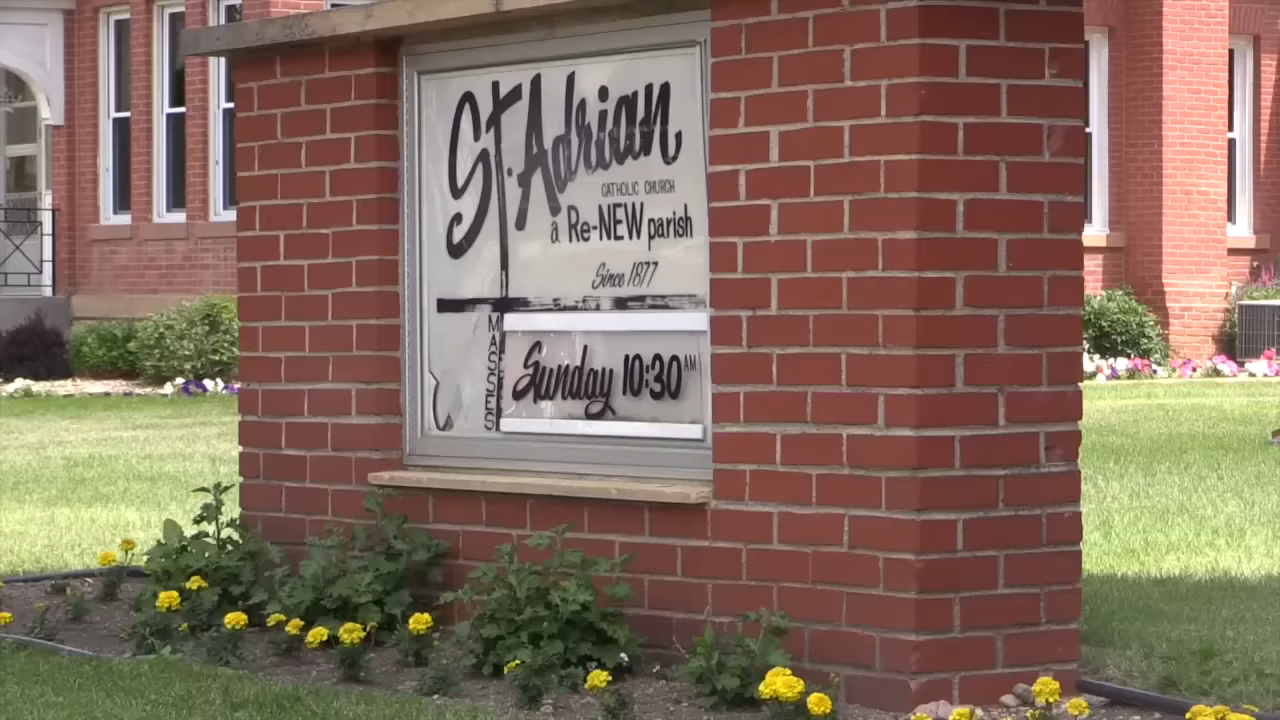 St. Adrian
CATHOLIC CHURCH
a Re-NEW parish
Since 1877
MASSES
Sunday 10:30 AM